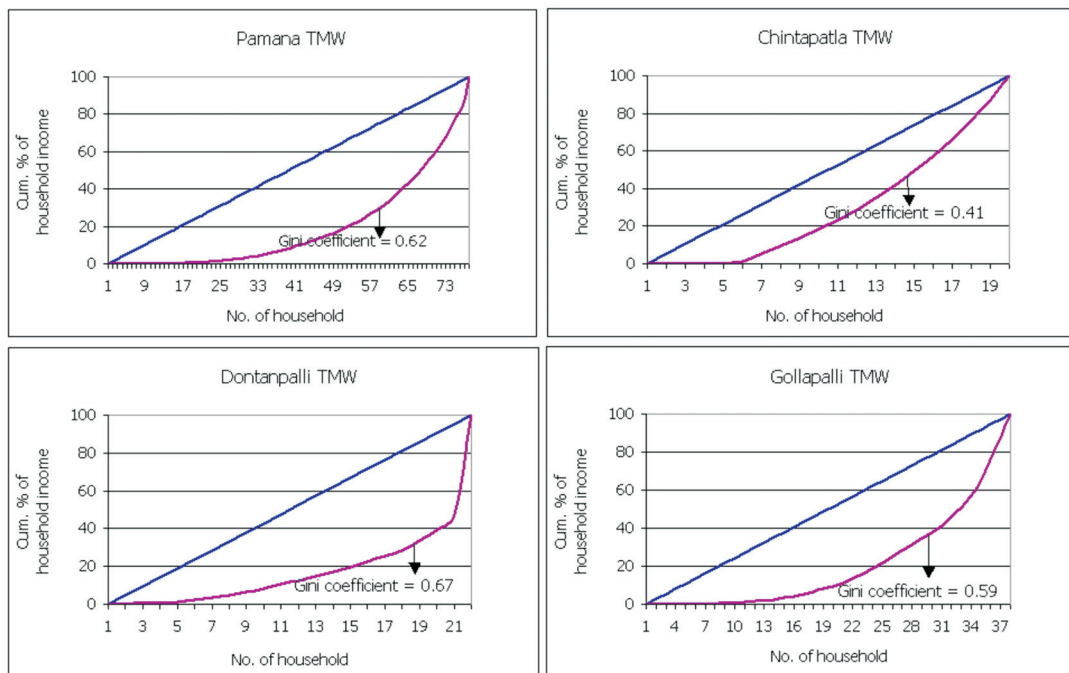 Pamana TMW
Cum. % of
household income
100
80
60
40
20
0
Gini coefficient = 0.62
1 9 17 25 33 41 49 57 65 73
No. of household
Chintapatla TMW
Cum. % of
household income
100
80
60
40
20
0
Gini coefficient = 0.41
1 3 5 7 9 11 13 15 17 19
No. of household
Dontanpalli TMW
Cum. % of
household income
100
80
60
40
20
0
Gini coefficient = 0.67
1 3 5 7 9 11 13 15 17 19 21
No. of household
Gollapalli TMW
Cum. % of
household income
100
80
60
40
20
0
Gini coefficient = 0.59
1 4 7 10 13 16 19 22 25 28 31 34 37
No. of household